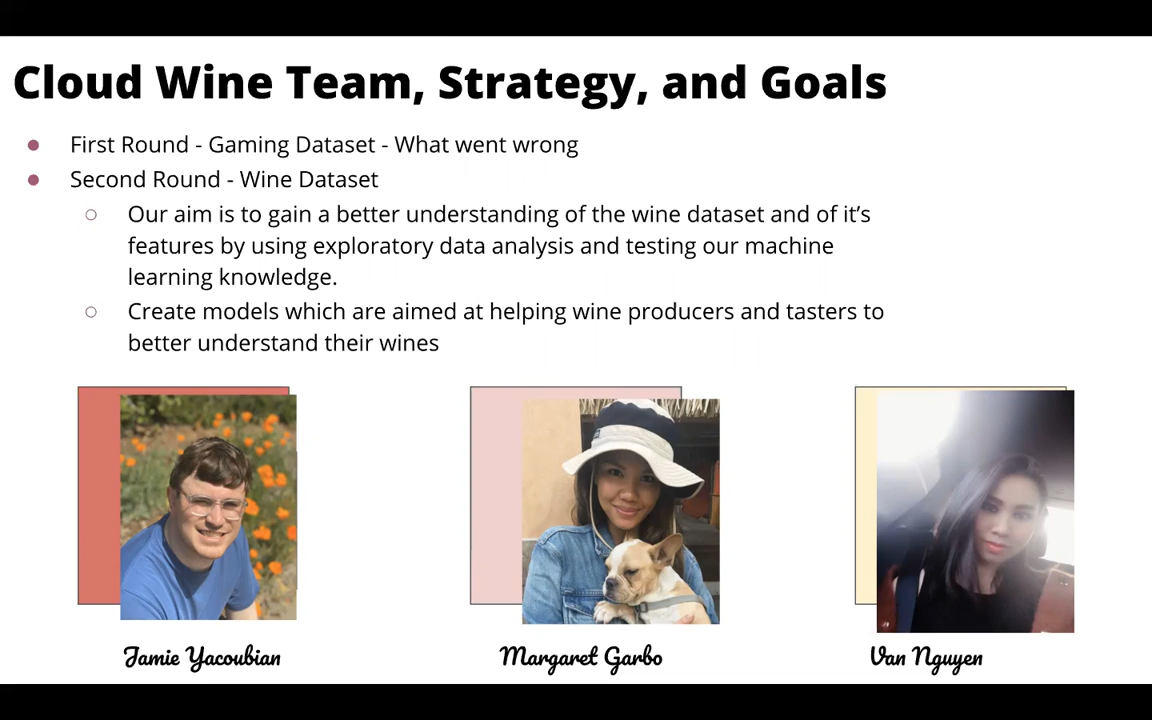 Cloud Wine Team, Strategy, and Goals
● First Round - Gaming Dataset - What went wrong
● Second Round - Wine Dataset
○ Our aim is to gain a better understanding of the wine dataset and of it’s
features by using exploratory data analysis and testing our machine
learning knowledge.
○ Create models which are aimed at helping wine producers and tasters to
better understand their wines
Jamie Yacoubian
Margaret Garbo
Van Nguyen